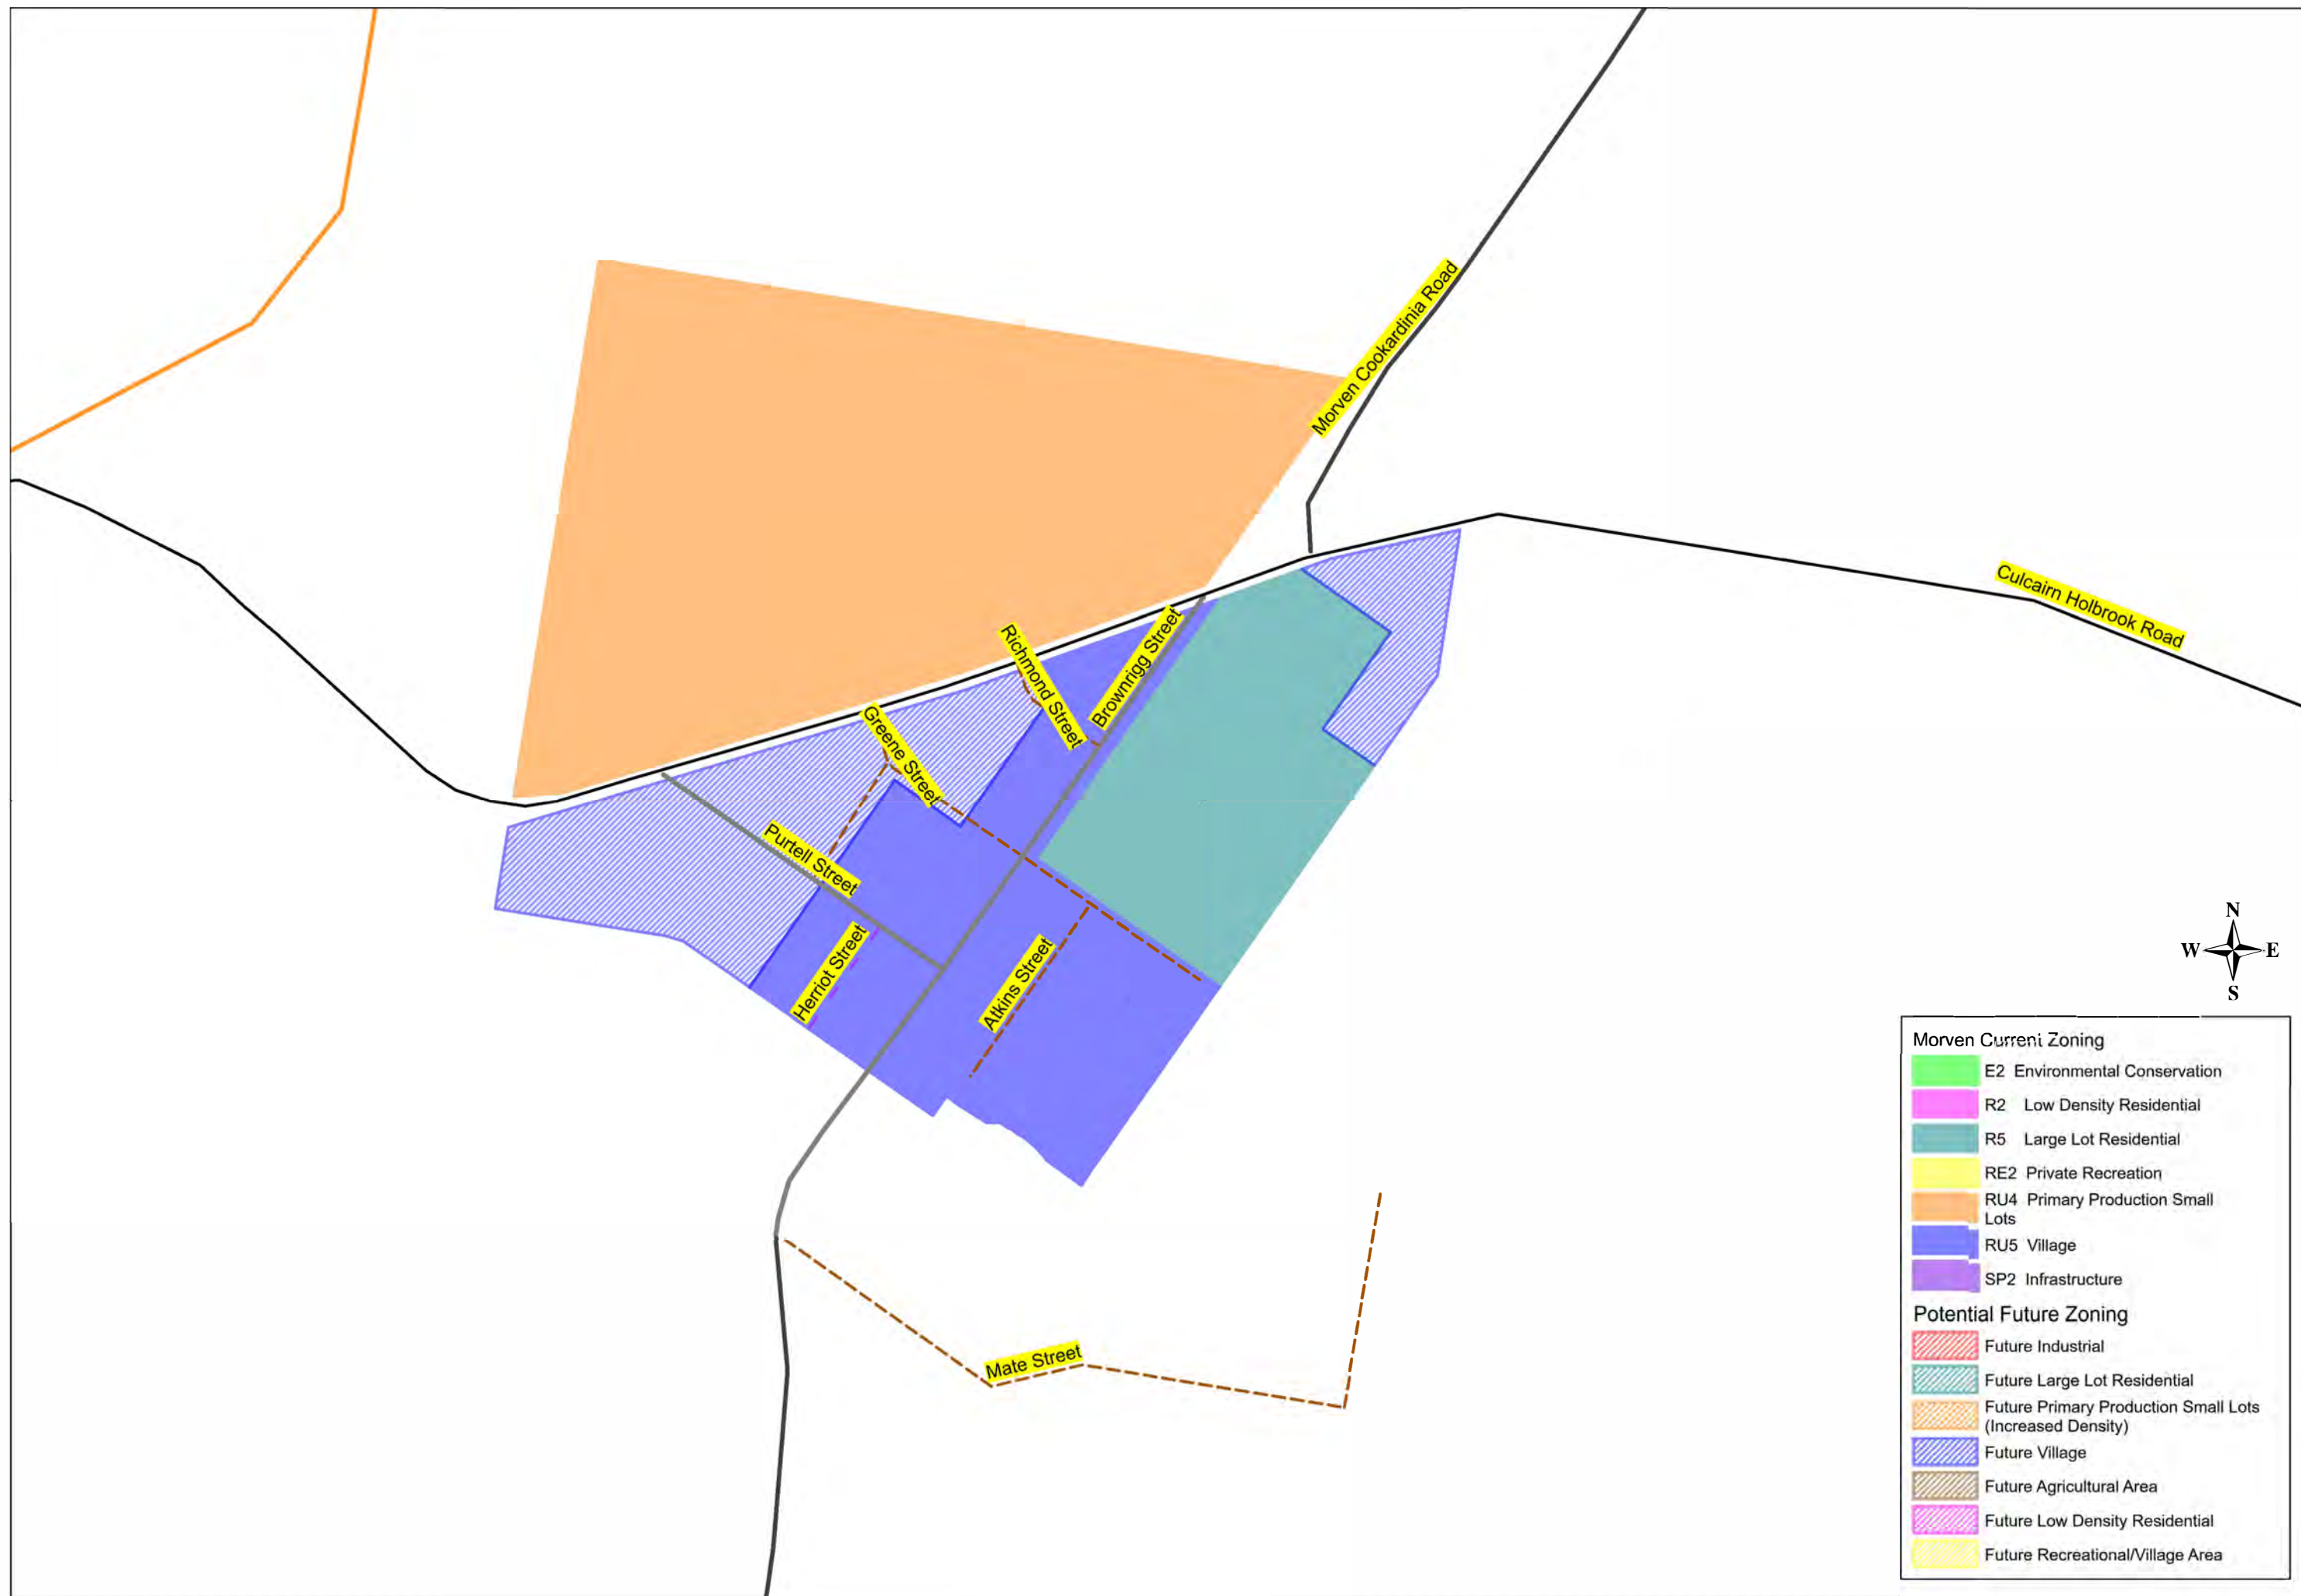 Morven Cookardinia Road
Culcairn Holbrook Road
Richmond Street
Brownrigg Street
Greene Street
Purtell Street
Herriot Street
Atkins Street
Mate Street
N
W E
S
Morven Current Zoning
E2 Environmental Conservation
R2 Low Density Residential
R5 Large Lot Residential
RE2 Private Recreation
RU4 Primary Production Small
Lots
RU5 Village
SP2 Infrastructure
Potential Future Zoning
Future Industrial
Future Large Lot Residential
Future Primary Production Small Lots
(Increased Density)
Future Village
Future Agricultural Area
Future Low Density Residential
Future Recreational/Village Area